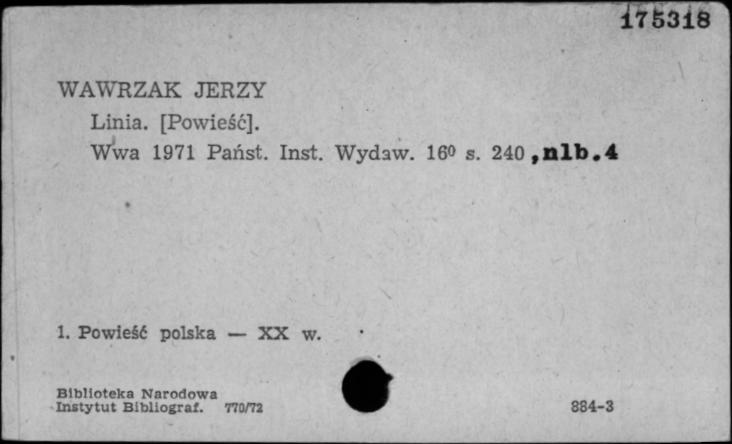 175318
WAWRZAK JERZY
Linia. [Powieść].
Wwa 1971 Państ. Inst. Wydaw. 16⁰ s. 240 ,nlb.4
1. Powieść polska — XX w.
Biblioteka Narodowa
Instytut Bibliograf. 770/72
884-3